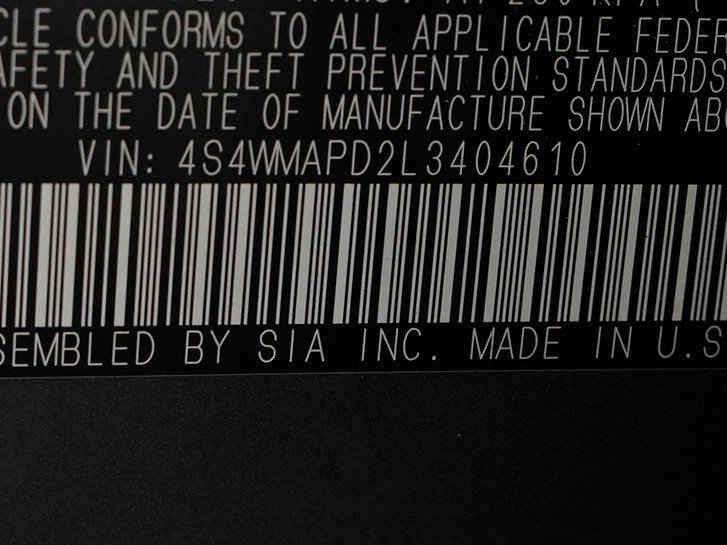 CLE CONFORMS TO ALL APPLICABLE FEDER
AFETY AND THEFT PREVENTION STANDARDS
ON THE DATE OF MANUFACTURE SHOWN AB
VIN: 4S4WMAPD2L3404610
SEMBLED BY SIA INC. MADE IN U.S